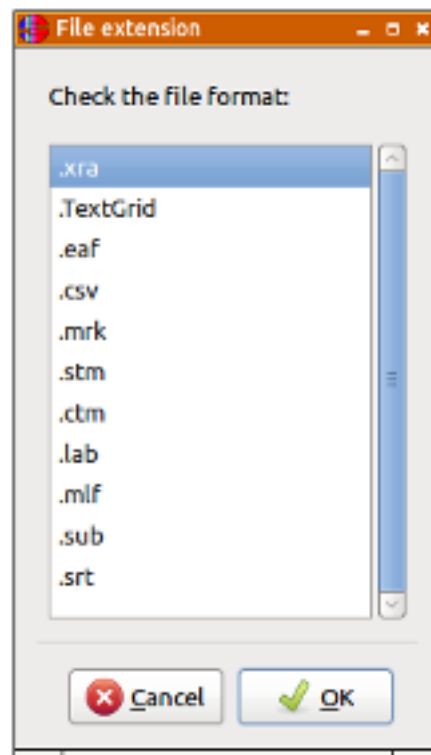 File extension
Check the file format:
.xra
.TextGrid
.eaf
.csv
.mrk
.stm
.ctm
.lab
.mlf
.sub
.srt
Cancel
OK